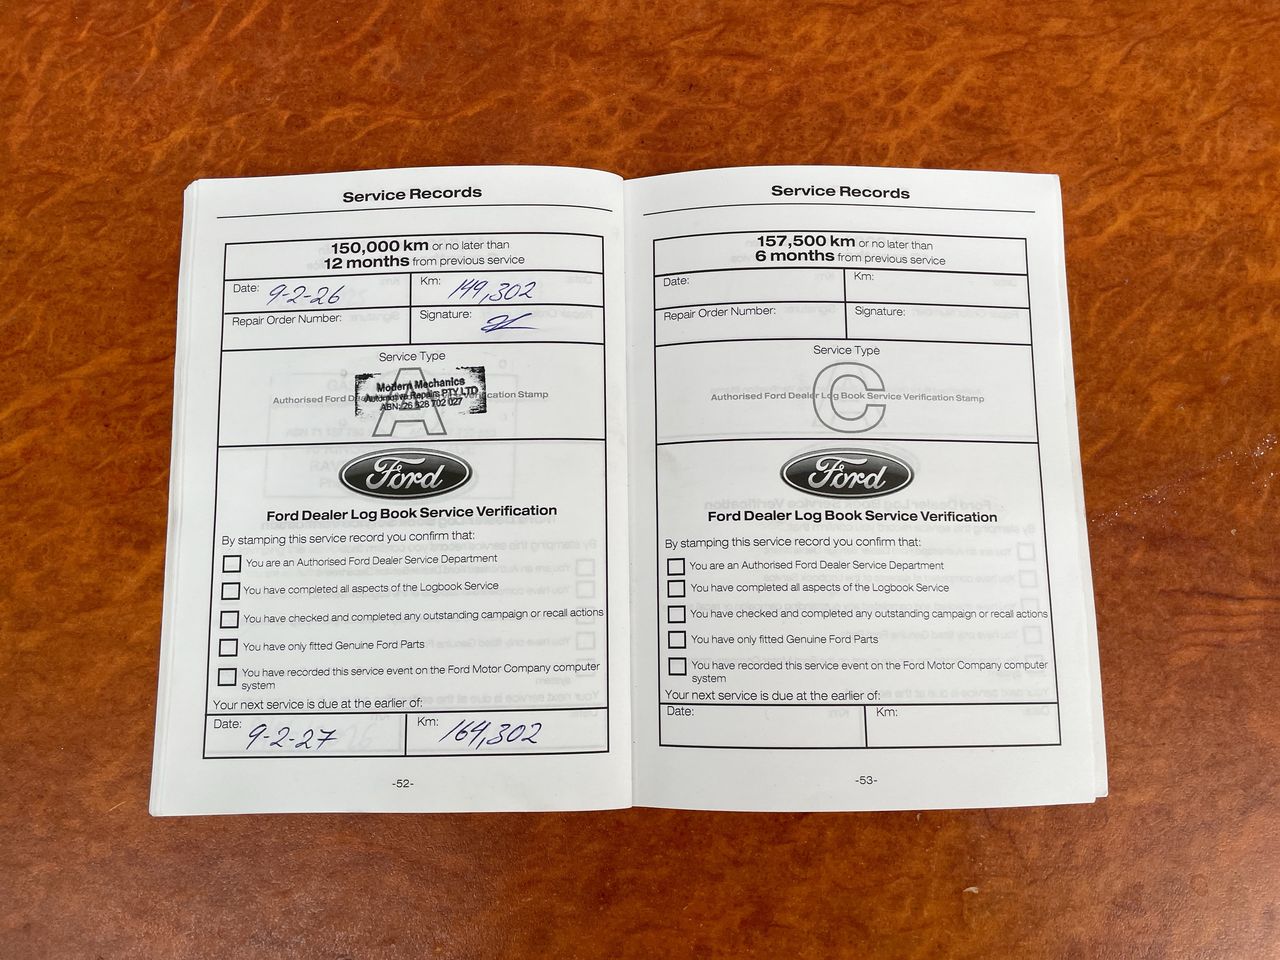 Service Records
150,000 km or no later than
12 months from previous service
Date: 9-2-26
Km: 149,302
Repair Order Number:
Signature:
Service Type
A
Authorised Ford Dealer Log Book Service Verification Stamp
Modern Mechanics
Automotive Repairs PTY LTD
ABN: 26 628 702 027
Ford
Ford Dealer Log Book Service Verification
By stamping this service record you confirm that:
You are an Authorised Ford Dealer Service Department
You have completed all aspects of the Logbook Service
You have checked and completed any outstanding campaign or recall actions
You have only fitted Genuine Ford Parts
You have recorded this service event on the Ford Motor Company computer
system
Your next service is due at the earlier of:
Date: 9-2-27
Km: 164,302
-52-
Service Records
157,500 km or no later than
6 months from previous service
Date:
Km:
Repair Order Number:
Signature:
Service Type
C
Authorised Ford Dealer Log Book Service Verification Stamp
Ford
Ford Dealer Log Book Service Verification
By stamping this service record you confirm that:
You are an Authorised Ford Dealer Service Department
You have completed all aspects of the Logbook Service
You have checked and completed any outstanding campaign or recall actions
You have only fitted Genuine Ford Parts
You have recorded this service event on the Ford Motor Company computer
system
Your next service is due at the earlier of:
Date:
Km:
-53-